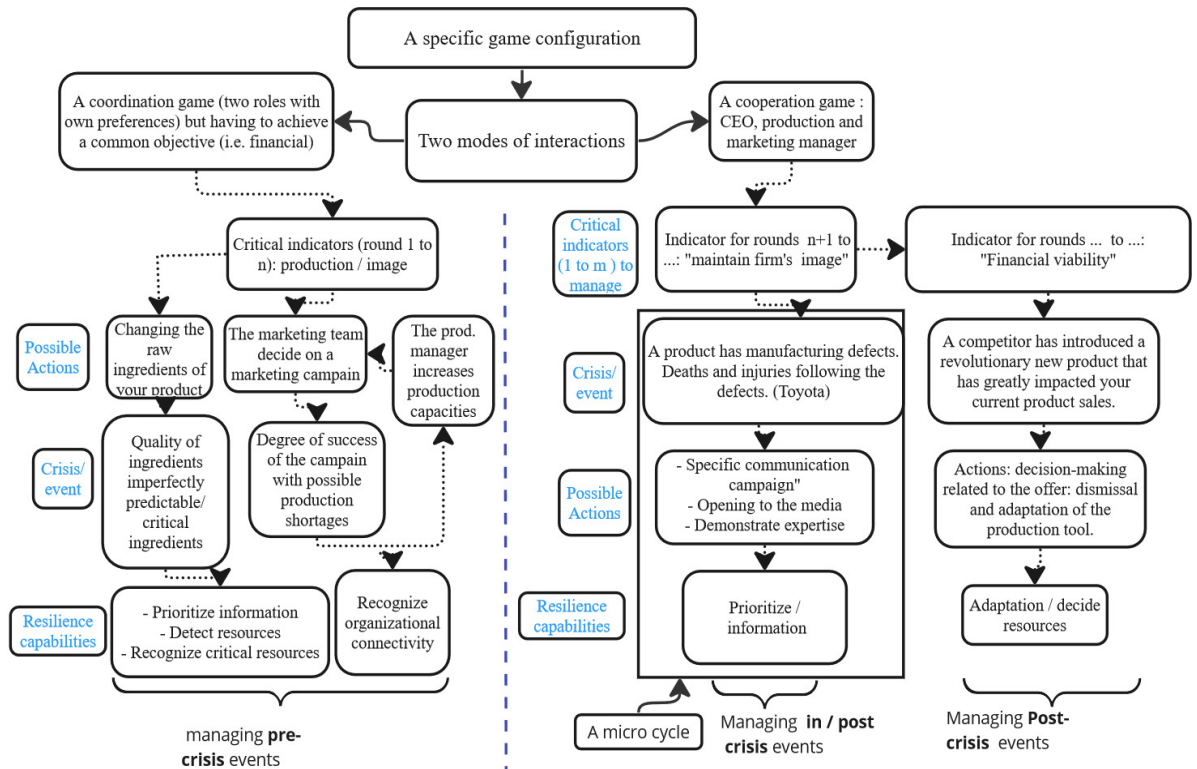 A specific game configuration
A coordination game (two roles with
own preferences) but having to achieve
a common objective (i.e. financial)
Two modes of interactions
A cooperation game :
CEO, production and
marketing manager
Critical indicators (round 1 to
n): production / image
Critical
indicators
(1 to m ) to
manage
Indicator for rounds n+1 to
...: "maintain firm's image"
Indicator for rounds ... to ...:
"Financial viability"
Possible
Actions
Changing the
raw
ingredients of
your product
The marketing team
decide on a
marketing campain
The prod.
manager
increases
production
capacities
Crisis/
event
A product has manufacturing defects.
Deaths and injuries following the
defects. (Toyota)
A competitor has introduced a
revolutionary new product that
has greatly impacted your
current product sales.
Crisis/
event
Quality of
ingredients
imperfectly
predictable/
critical
ingredients
Degree of success
of the campain
with possible
production
shortages
Possible
Actions
- Specific communication
campaign"
- Opening to the media
- Demonstrate expertise
Actions: decision-making
related to the offer: dismissal
and adaptation of the
production tool.
Resilience
capabilities
- Prioritize information
- Detect resources
- Recognize critical resources
Recognize
organizational
connectivity
Resilience
capabilities
Prioritize /
information
Adaptation / decide
resources
managing pre-
crisis events
A micro cycle
Managing in / post
crisis events
Managing Post-
crisis events